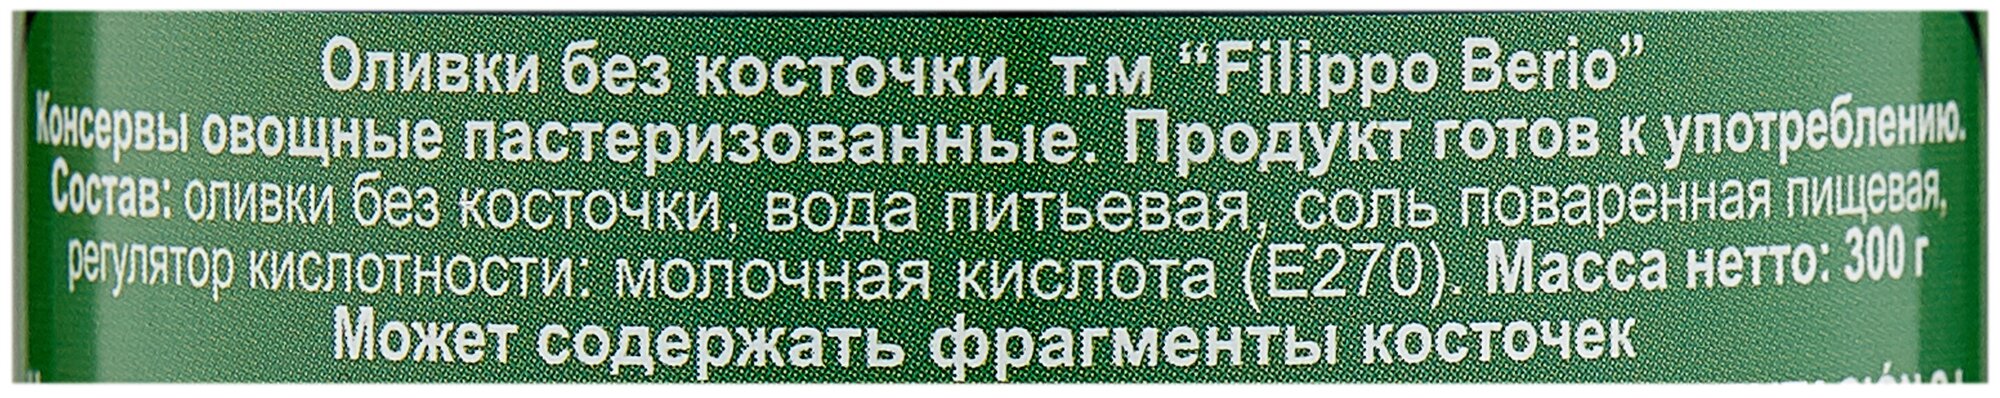 Оливки без косточки. т.м “Filippo Berio”
Консервы овощные пастеризованные. Продукт готов к употреблению.
Состав: оливки без косточки, вода питьевая, соль поваренная пищевая,
регулятор кислотности: молочная кислота (E270). Масса нетто: 300 г
Может содержать фрагменты косточек